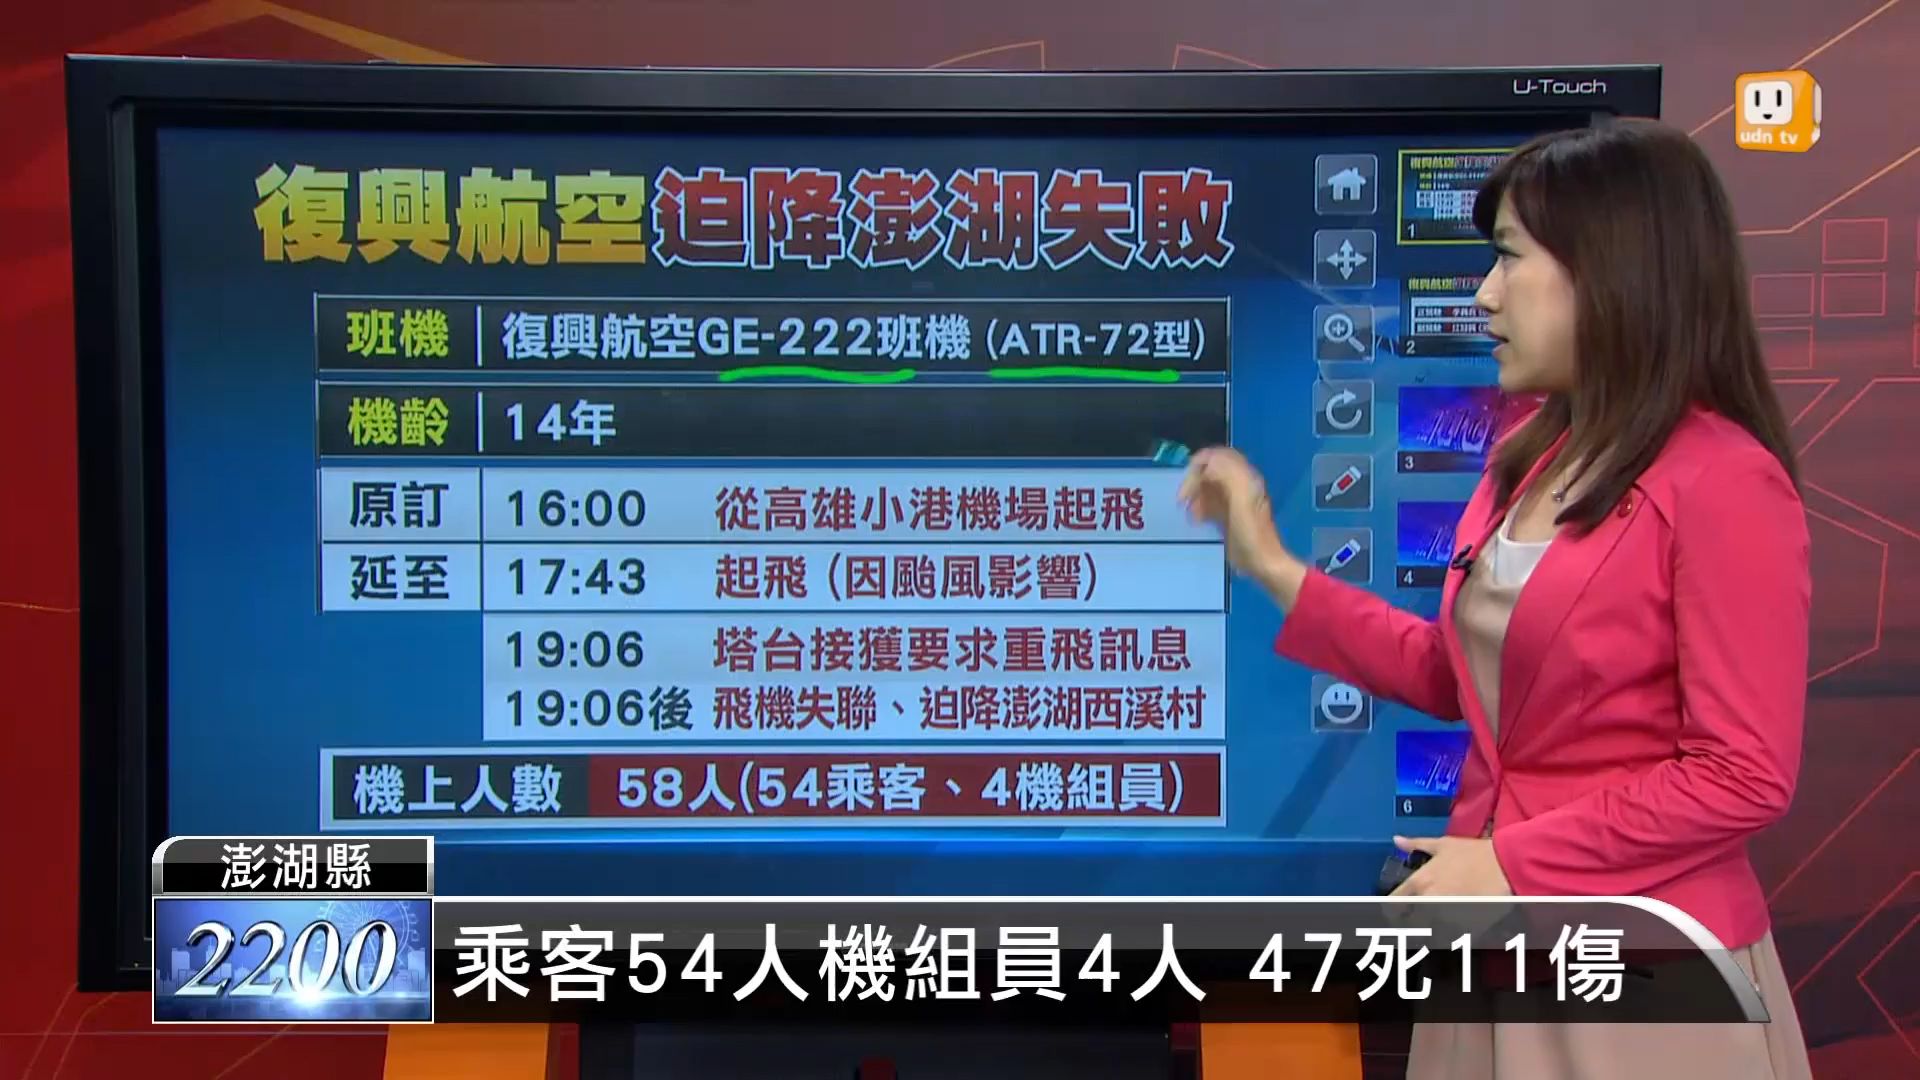 U-Touch
udn tv
復興航空迫降澎湖失敗
班機 復興航空GE-222班機 (ATR-72型)
機齡 14年
原訂 16:00 從高雄小港機場起飛
延至 17:43 起飛 (因颱風影響)
19:06 塔台接獲要求重飛訊息
19:06後 飛機失聯、迫降澎湖西溪村
機上人數 58人(54乘客、4機組員)
1
2
3
4
6
澎湖縣
2200
乘客54人機組員4人 47死11傷